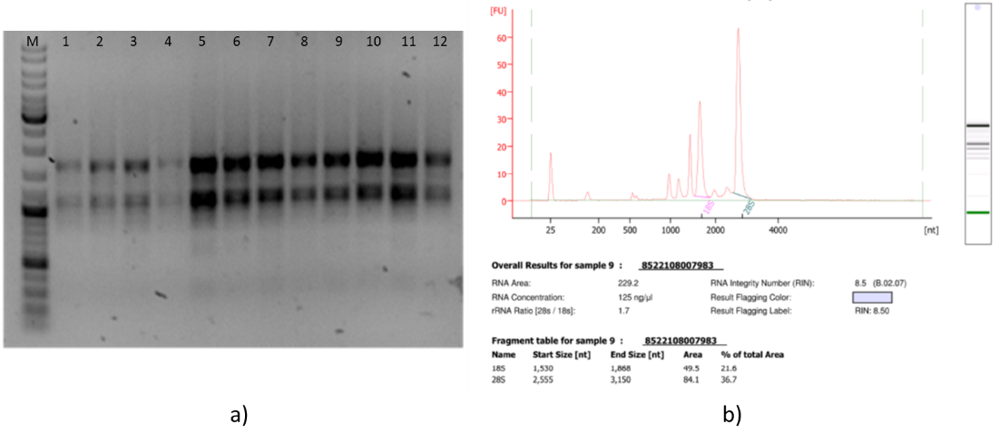 M 1 2 3 4 5 6 7 8 9 10 11 12
[FU]
60
50
40
30
20
10
0
18S
28S
25 200 500 1000 2000 4000 [nt]
Overall Results for sample 9 : 8522108007983
RNA Area: 229.2 RNA Integrity Number (RIN): 8.5 (B.02.07)
RNA Concentration: 125 ng/µl Result Flagging Color:
rRNA Ratio [28s / 18s]: 1.7 Result Flagging Label: RIN: 8.50
Fragment table for sample 9 : 8522108007983
Name Start Size [nt] End Size [nt] Area % of total Area
18S 1,530 1,868 49.5 21.6
28S 2,555 3,150 84.1 36.7
a) b)